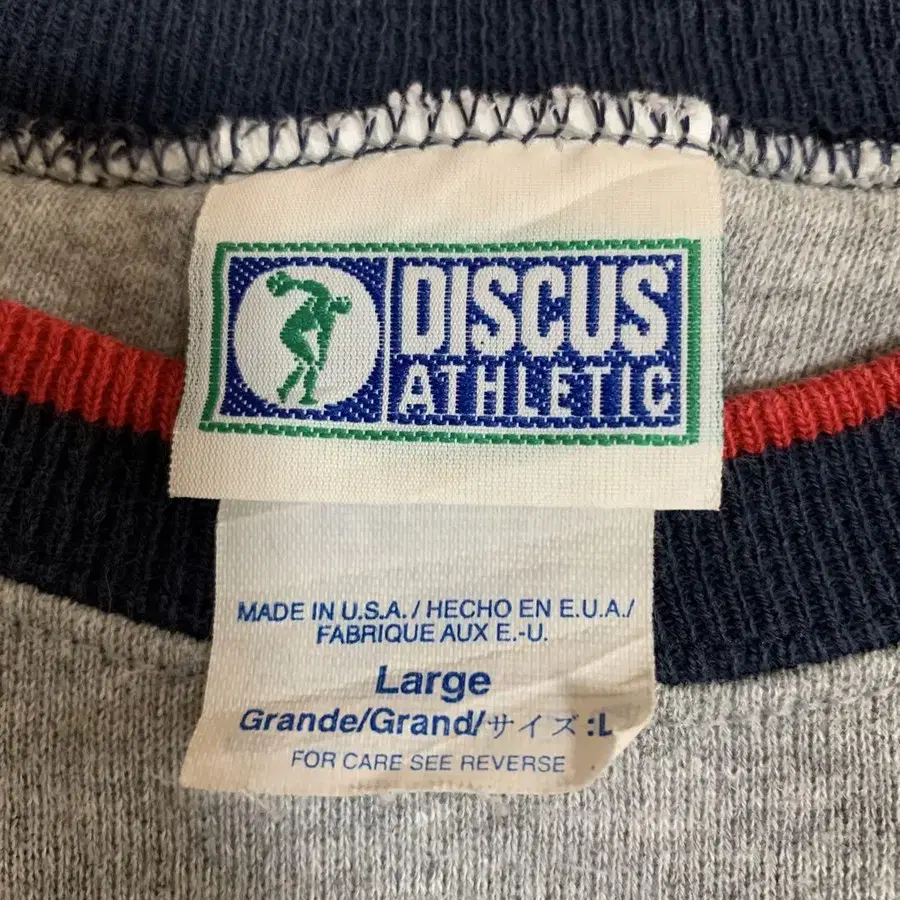 DISCUS
ATHLETIC
MADE IN U.S.A./HECHO EN E.U.A./
FABRIQUE AUX E.-U.
Large
Grande/Grand/サイズ:L
FOR CARE SEE REVERSE